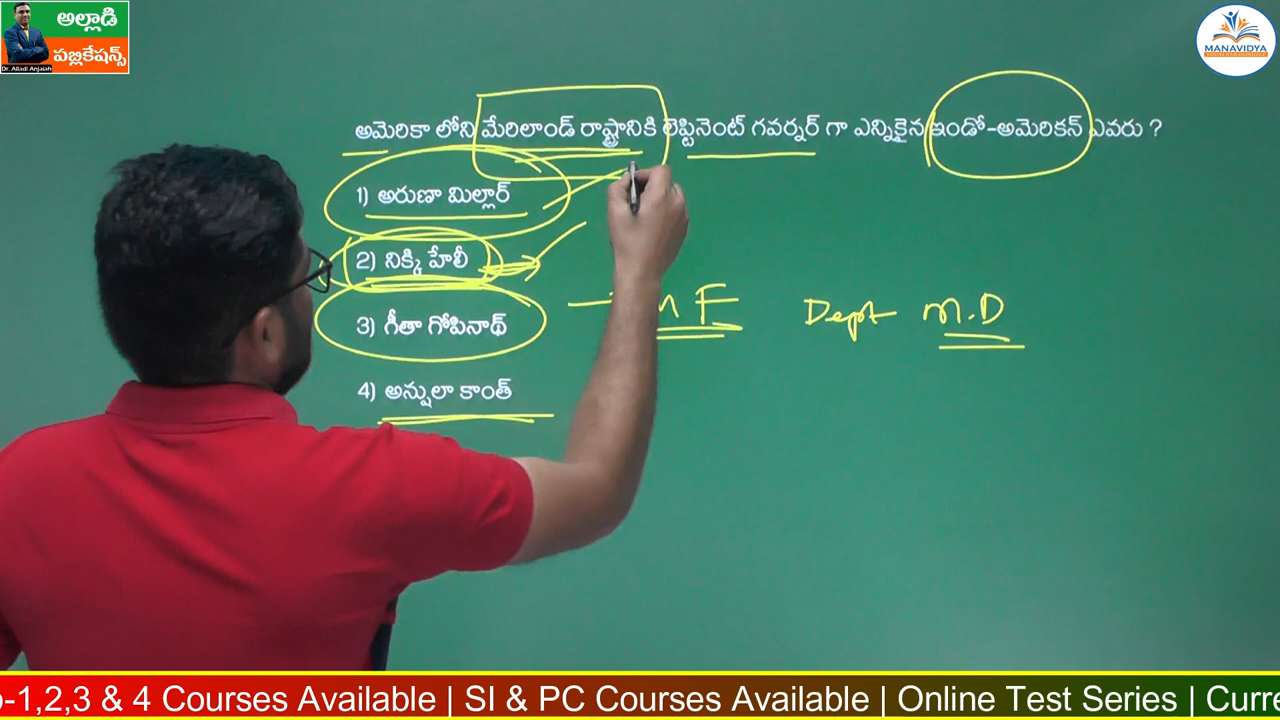 అల్లాడి
పబ్లికేషన్స్
Dr. Alladi Anjaiah
MANAVIDYA
అమెరికా లోని మేరిలాండ్ రాష్ట్రానికి లెప్టినెంట్ గవర్నర్ గా ఎన్నికైన ఇండో-అమెరికన్ ఎవరు ?
1) అరుణా మిల్లార్
2) నిక్కి హేలీ
3) గీతా గోపినాథ్
4) అన్షులా కాంత్
F
Dept M.D
-1,2,3 & 4 Courses Available | SI & PC Courses Available | Online Test Series | Curre